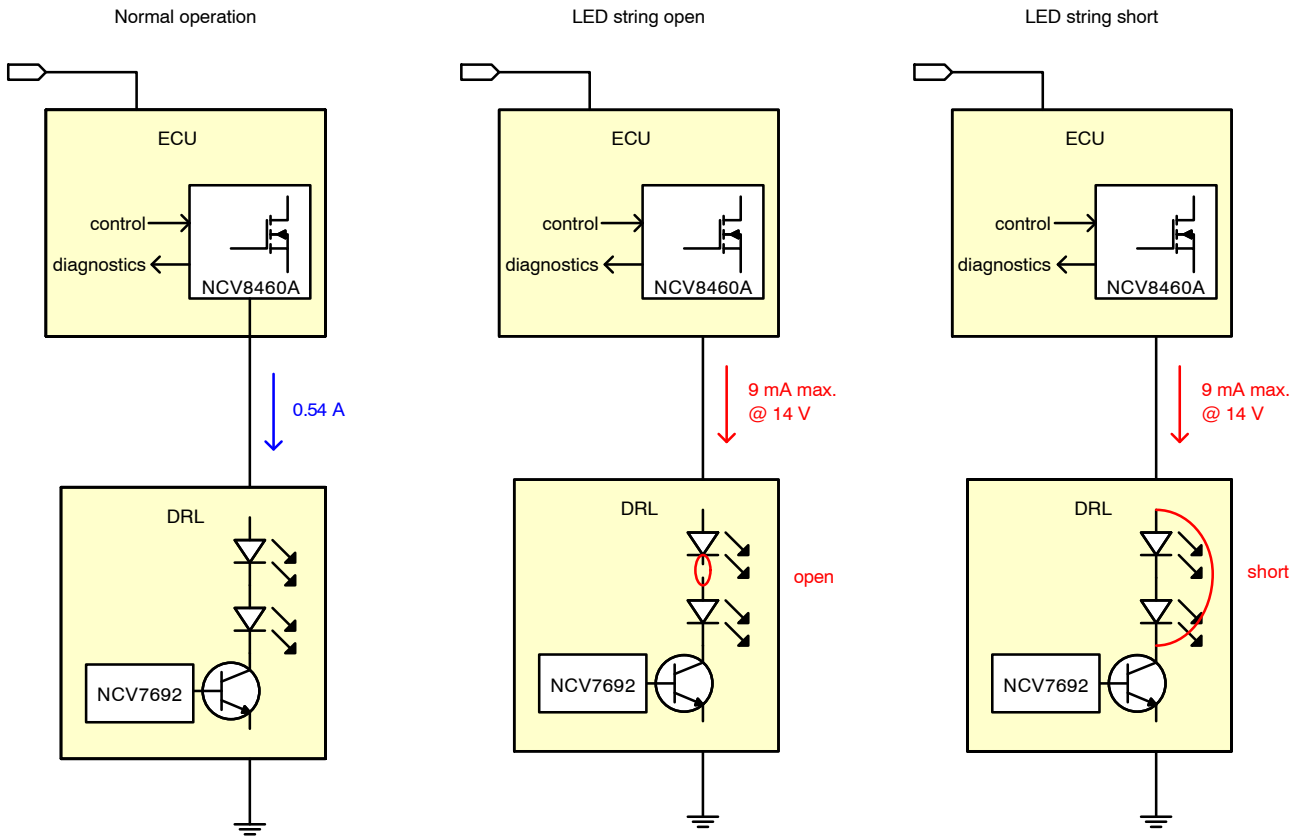 Normal operation
ECU
control
diagnostics
NCV8460A
0.54 A
DRL
NCV7692
LED string open
ECU
control
diagnostics
NCV8460A
9 mA max.
@ 14 V
DRL
open
NCV7692
LED string short
ECU
control
diagnostics
NCV8460A
9 mA max.
@ 14 V
DRL
short
NCV7692